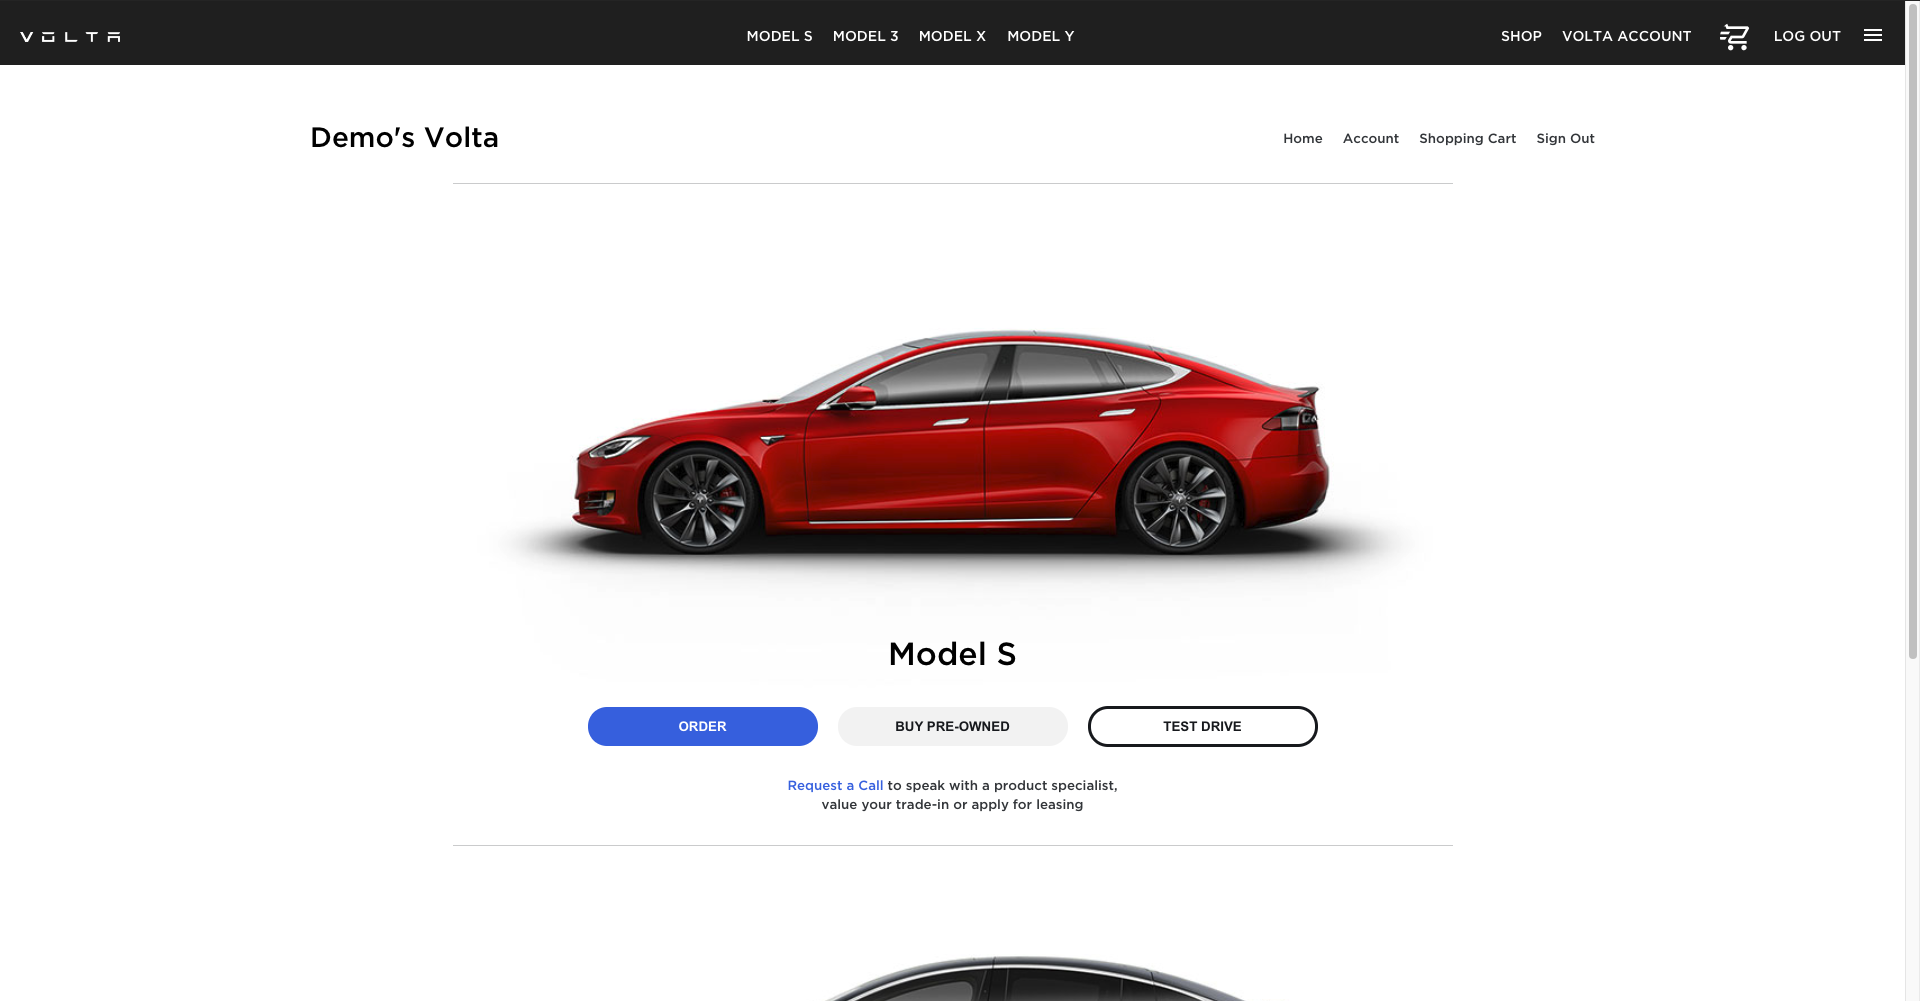 VOLTA
MODEL S MODEL 3 MODEL X MODEL Y
SHOP VOLTA ACCOUNT LOG OUT
Demo's Volta
Home Account Shopping Cart Sign Out
Model S
ORDER BUY PRE-OWNED TEST DRIVE
Request a Call to speak with a product specialist,
value your trade-in or apply for leasing